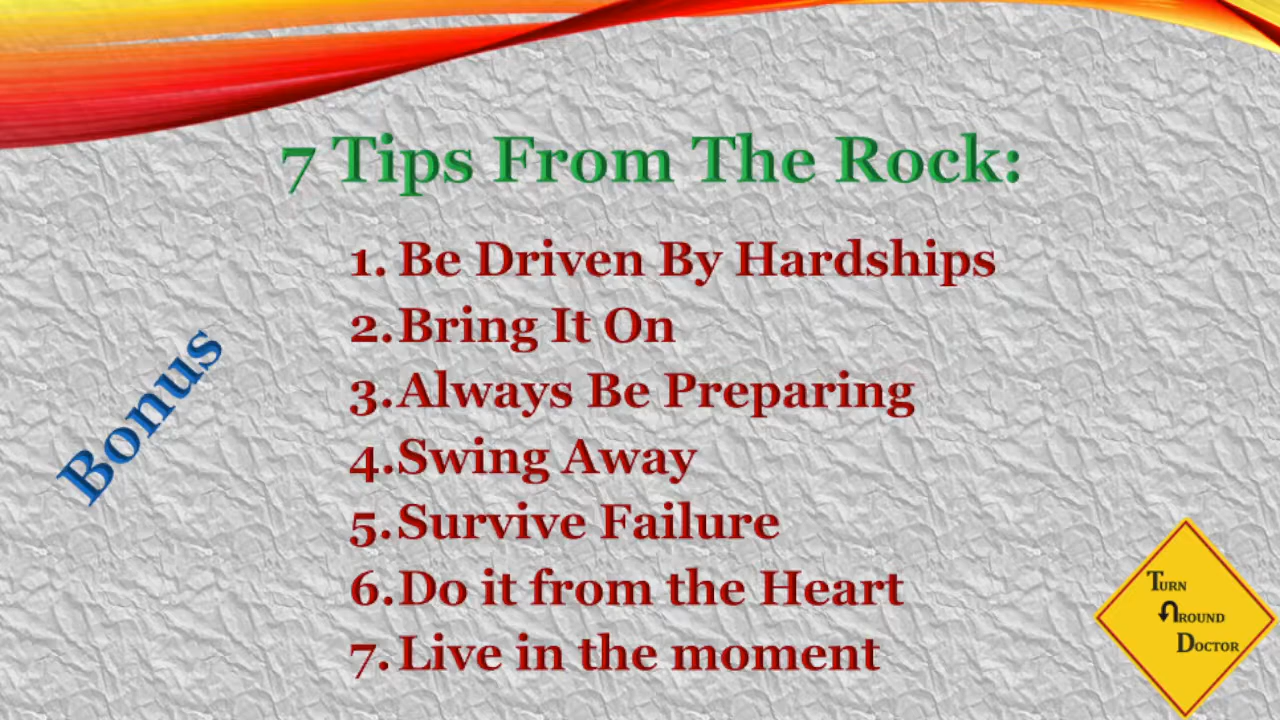 7 Tips From The Rock:
1. Be Driven By Hardships
2. Bring It On
3. Always Be Preparing
4. Swing Away
5. Survive Failure
6. Do it from the Heart
7. Live in the moment
Bonus
Turn
Around
Doctor